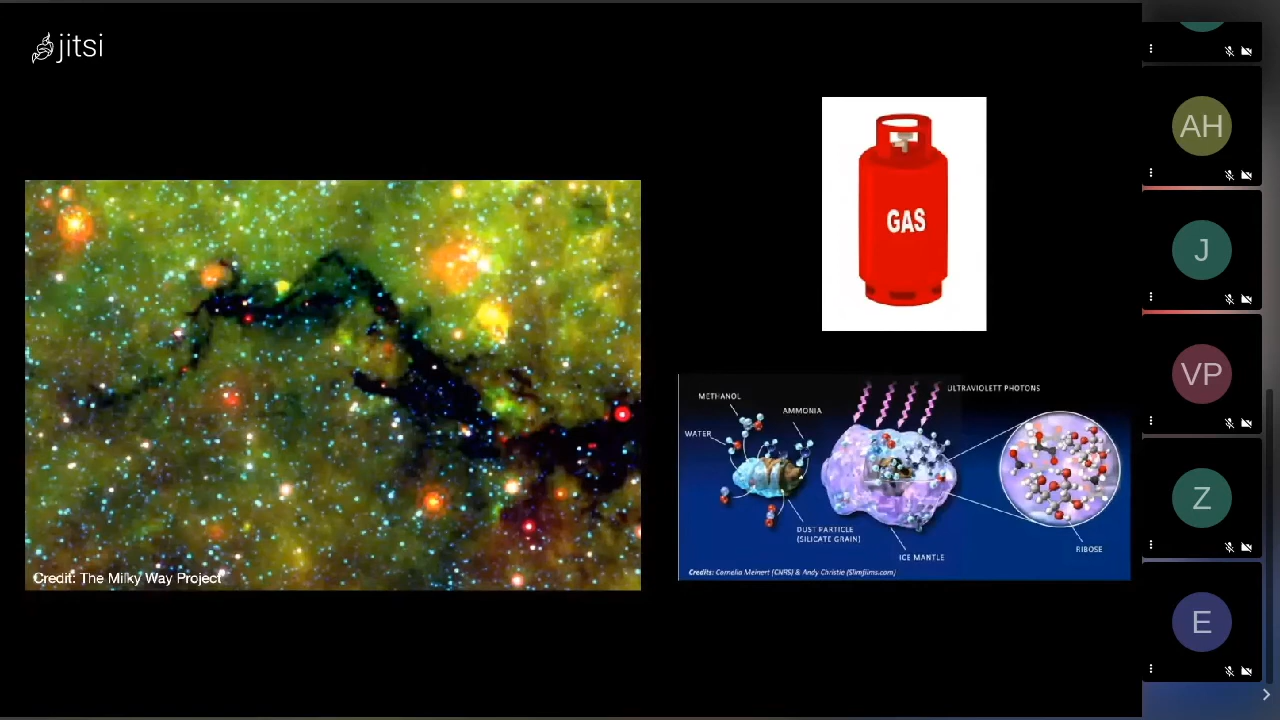 jitsi
GAS
METHANOL
AMMONIA
WATER
ULTRAVIOLETT PHOTONS
DUST PARTICLE
(SILICATE GRAIN)
ICE MANTLE
RIBOSE
Credits: Cornelia Meinert (CNRS) & Andy Christie (Slimfilms.com)
Credit: The Milky Way Project
AH
J
VP
Z
E